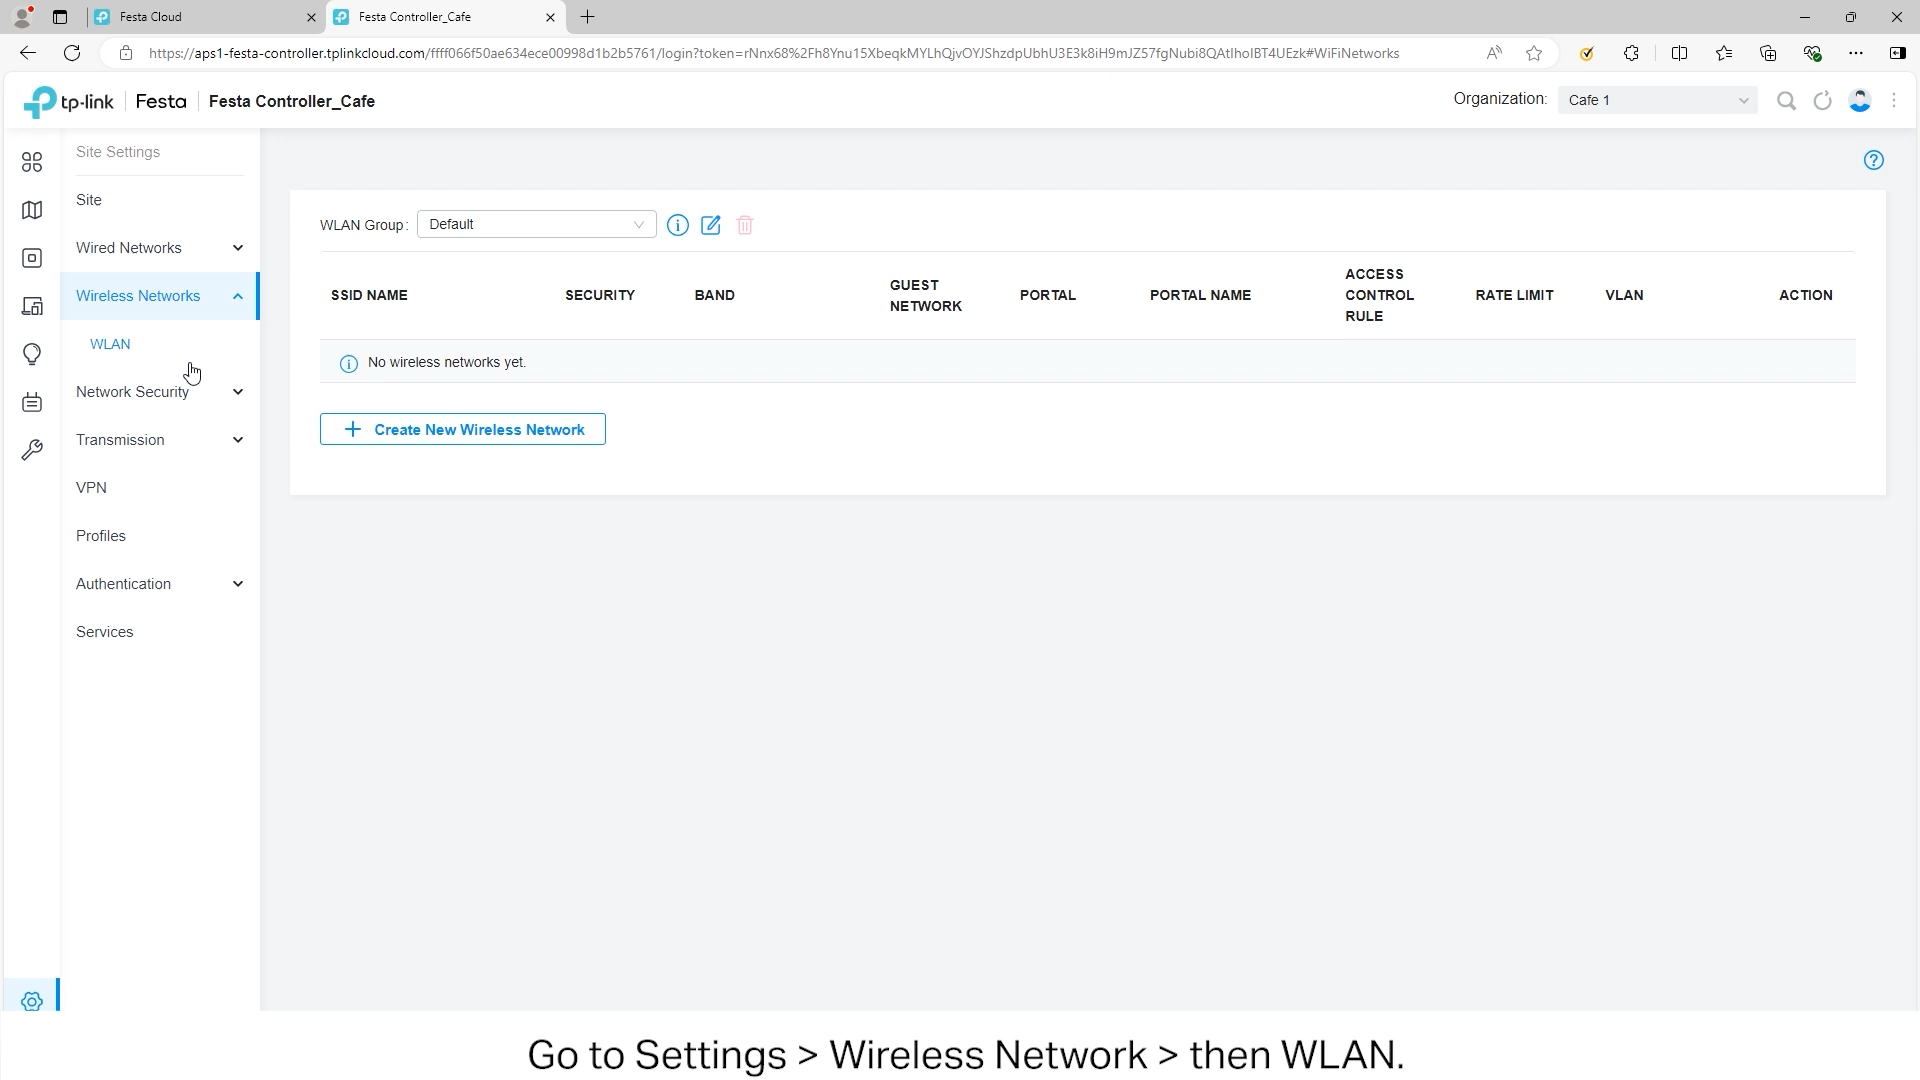 Festa Cloud
Festa Controller_Cafe
https://aps1-festa-controller.tplinkcloud.com/ffff066f50ae634ece00998d1b2b5761/login?token=rNnx68%2Fh8Ynu15XbeqkMYLhQjvOYJShzdpUbhU3E3k8iH9mJZ57fgNubi8QAtlholBT4UEzk#WiFiNetworks
tp-link
Festa
Festa Controller_Cafe
Organization:
Cafe 1
Site Settings
Site
Wired Networks
Wireless Networks
WLAN
Network Security
Transmission
VPN
Profiles
Authentication
Services
WLAN Group:
Default
SSID NAME
SECURITY
BAND
GUEST
NETWORK
PORTAL
PORTAL NAME
ACCESS
CONTROL
RULE
RATE LIMIT
VLAN
ACTION
No wireless networks yet.
Create New Wireless Network
Go to Settings > Wireless Network > then WLAN.